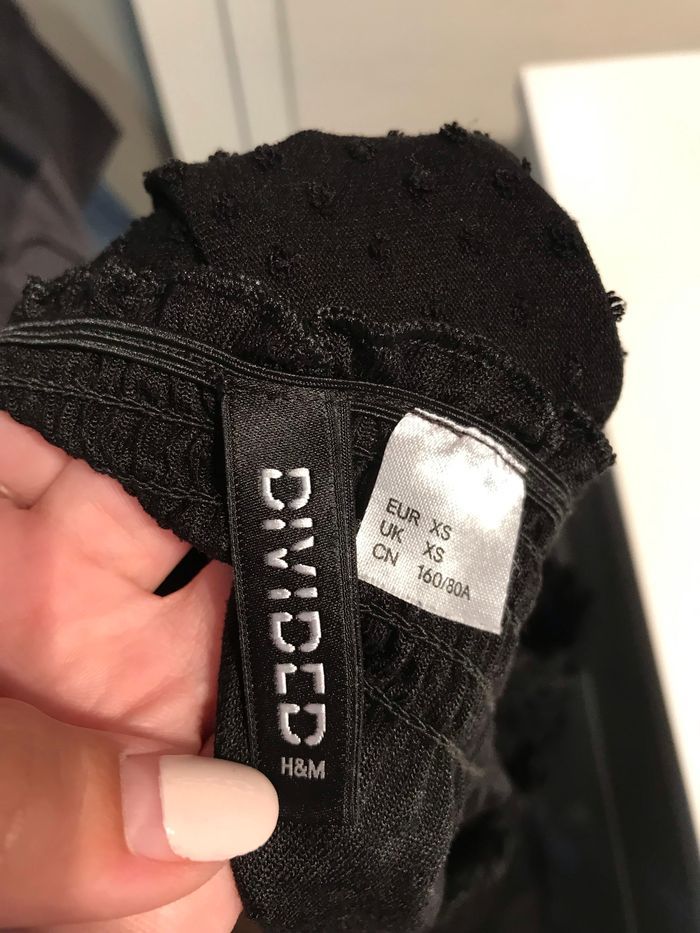 DIVIDED
H&M
EUR XS
UK XS
CN 160/80A